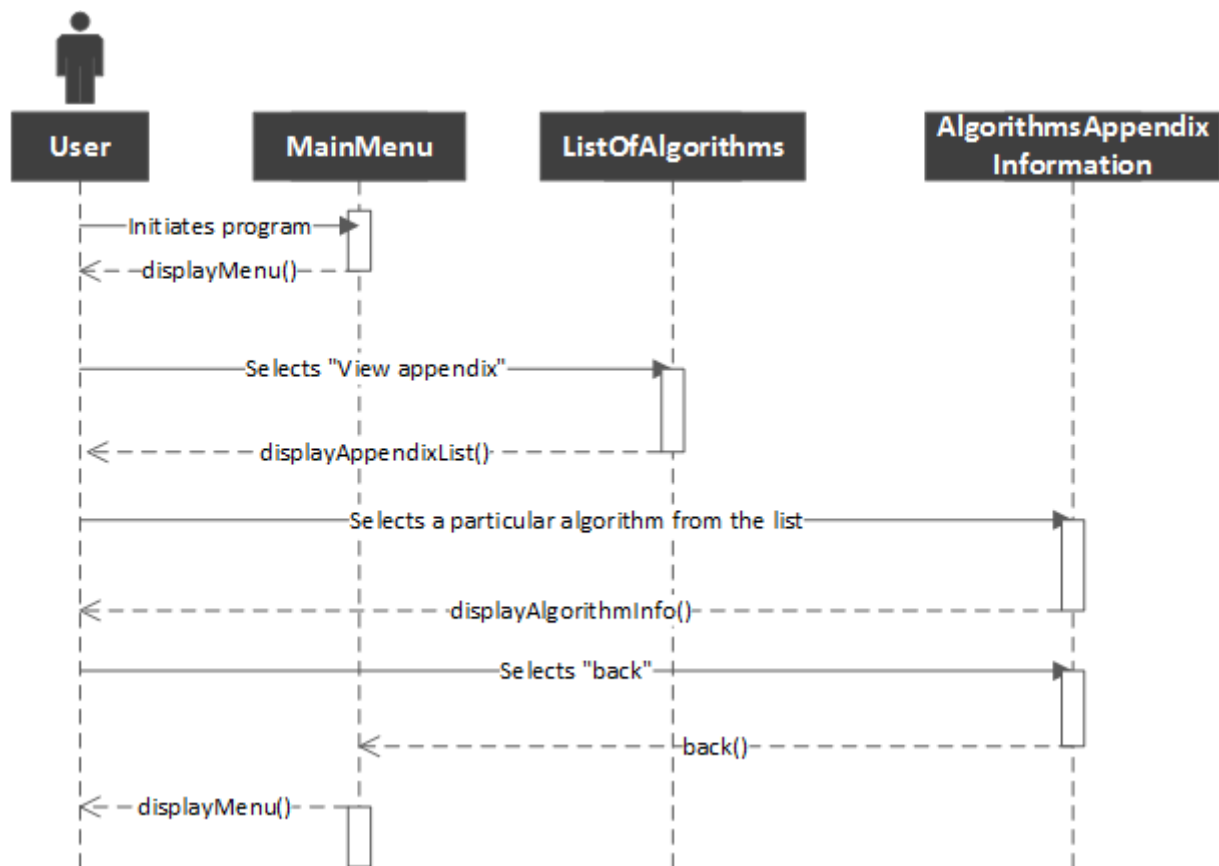 User
MainMenu
ListOfAlgorithms
AlgorithmsAppendix
Information
Initiates program
displayMenu()
Selects "View appendix"
displayAppendixList()
Selects a particular algorithm from the list
displayAlgorithmInfo()
Selects "back"
back()
displayMenu()